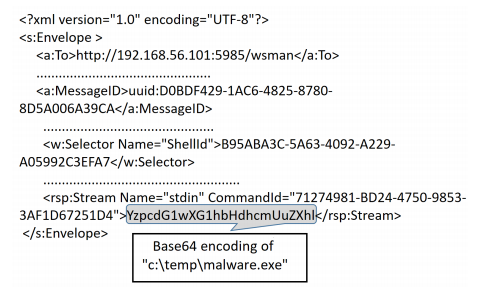 <?xml version="1.0" encoding="UTF-8"?>
<s:Envelope >
<a:To>http://192.168.56.101:5985/wsman</a:To>
...............................................
<a:MessageID>uuid:D0BDF429-1AC6-4825-8780-
8D5A006A39CA</a:MessageID>
..............................................
<w:Selector Name="ShellId">B95ABA3C-5A63-4092-A229-
A05992C3EFA7</w:Selector>
.....................................................
<rsp:Stream Name="stdin" CommandId="71274981-BD24-4750-9853-
3AF1D67251D4">YzpcdG1wXG1hbHdhcmUuZXhl</rsp:Stream>
</s:Envelope>
Base64 encoding of
"c:\temp\malware.exe"